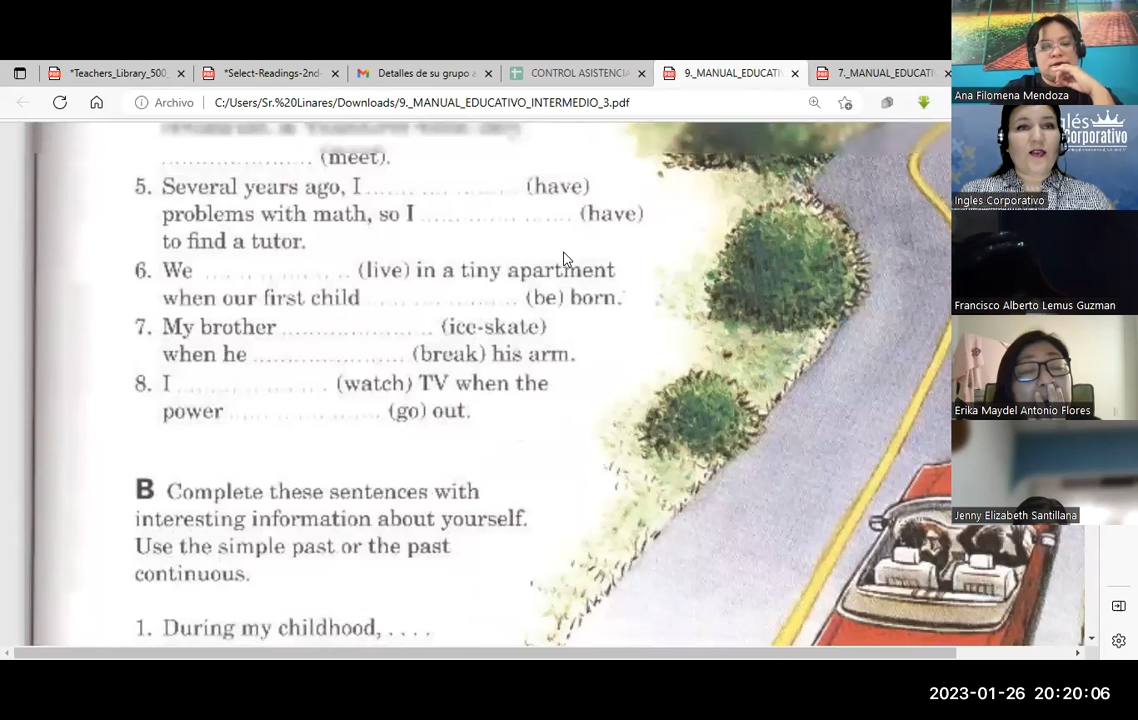 *Teachers_Library_500_
*Select-Readings-2nd-
Detalles de su grupo a
CONTROL ASISTENCIA
9._MANUAL_EDUCATI
7._MANUAL_EDUCATI
Archivo
C:/Users/Sr.%20Linares/Downloads/9._MANUAL_EDUCATIVO_INTERMEDIO_3.pdf
(meet).
5. Several years ago, I .................... (have)
problems with math, so I .................... (have)
to find a tutor.
6. We .................... (live) in a tiny apartment
when our first child .................... (be) born.
7. My brother .................... (ice-skate)
when he .................... (break) his arm.
8. I .................... (watch) TV when the
power .................... (go) out.
B Complete these sentences with
interesting information about yourself.
Use the simple past or the past
continuous.
1. During my childhood, . . . .
Ana Filomena Mendoza
Inglés
Corporativo
Ingles Corporativo
Francisco Alberto Lemus Guzman
Erika Maydel Antonio Flores
Jenny Elizabeth Santillana
2023-01-26 20:20:06